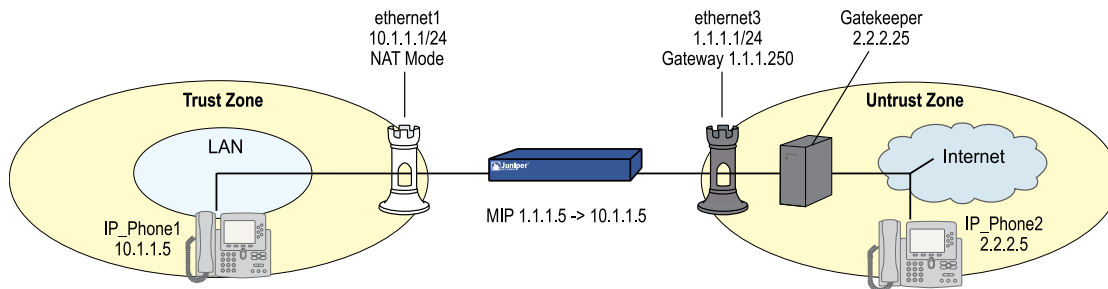 ethernet1
10.1.1.1/24
NAT Mode
ethernet3
1.1.1.1/24
Gateway 1.1.1.250
Gatekeeper
2.2.2.25
Trust Zone
Untrust Zone
LAN
Juniper
Internet
MIP 1.1.1.5 -> 10.1.1.5
IP_Phone1
10.1.1.5
IP_Phone2
2.2.2.5